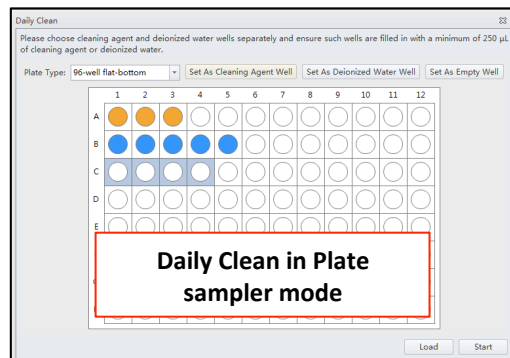 Daily Clean
Please choose cleaning agent and deionized water wells separately and ensure such wells are filled in with a minimum of 250 μL
of cleaning agent or deionized water.
Plate Type: 96-well flat-bottom Set As Cleaning Agent Well Set As Deionized Water Well Set As Empty Well
1 2 3 4 5 6 7 8 9 10 11 12
A
B
C
D
E
Daily Clean in Plate
sampler mode
Load Start